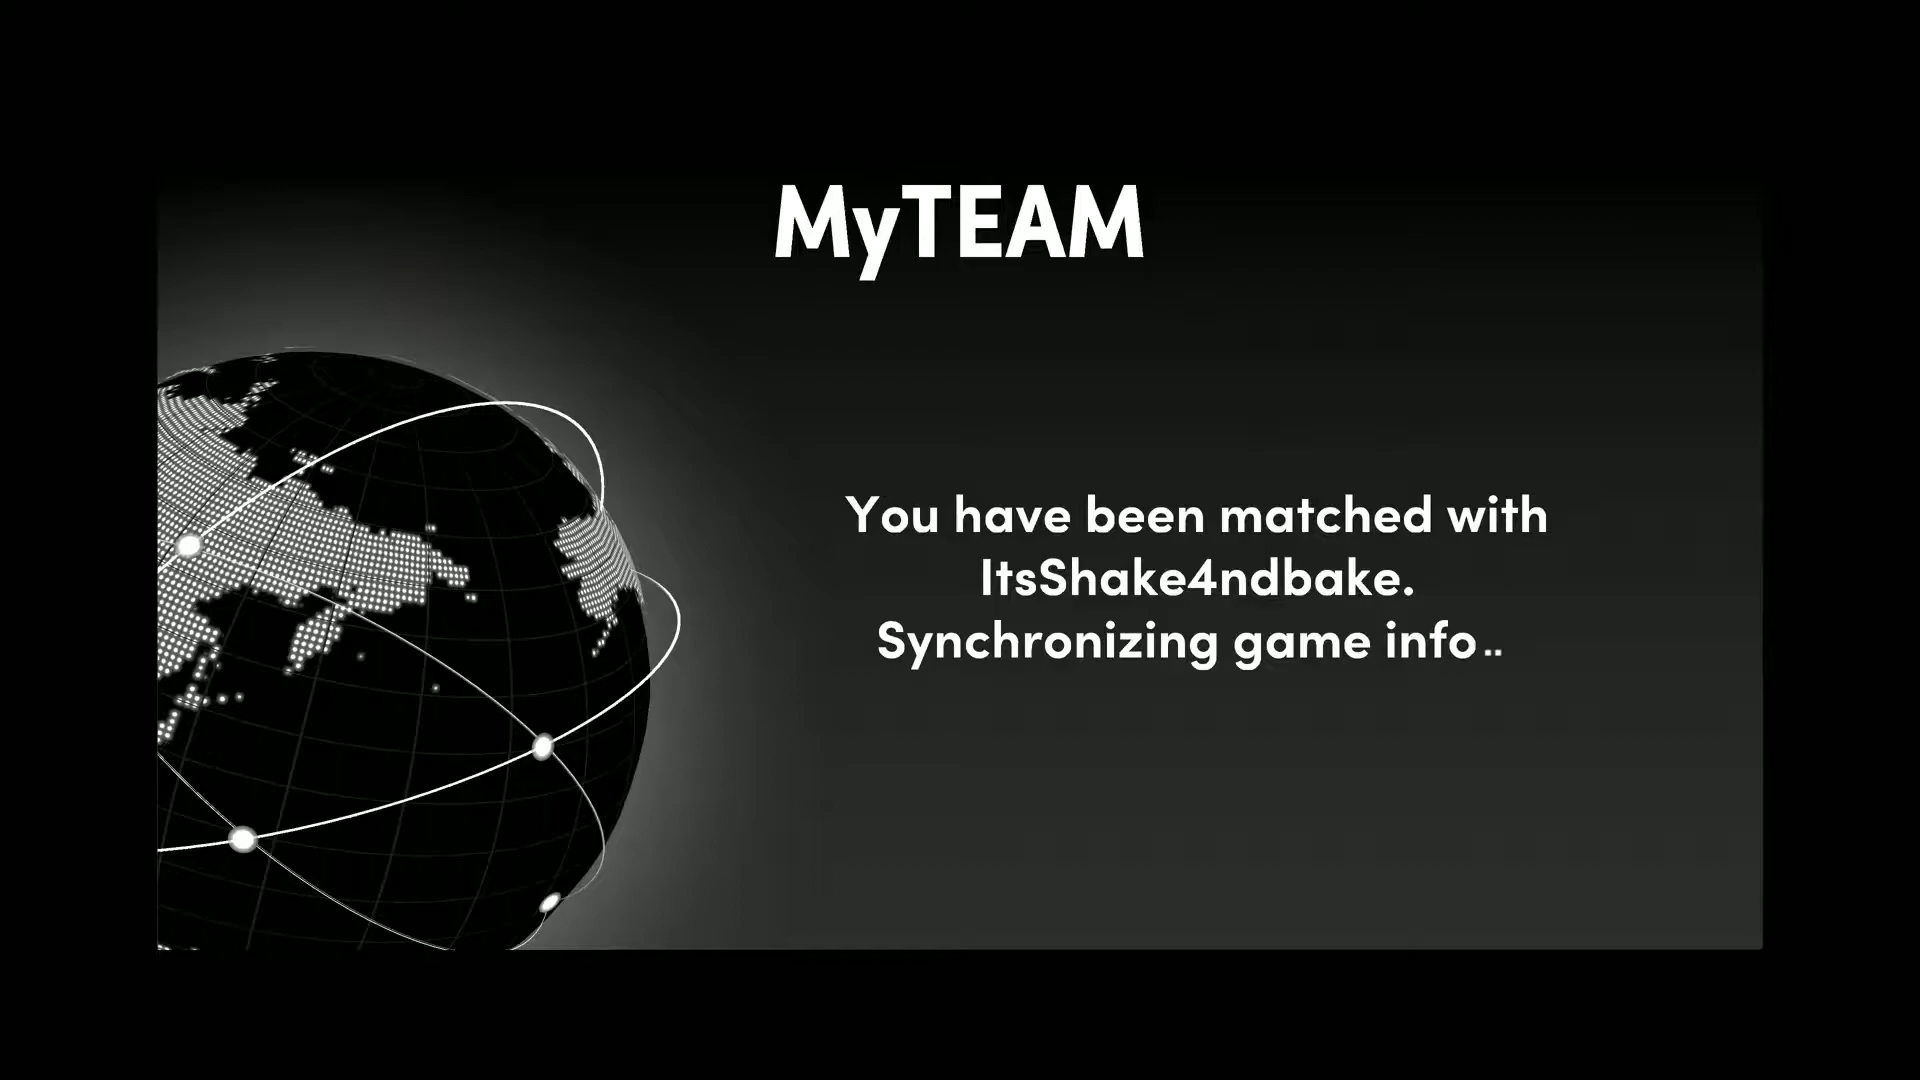 MyTEAM
You have been matched with
ItsShake4ndbake.
Synchronizing game info..